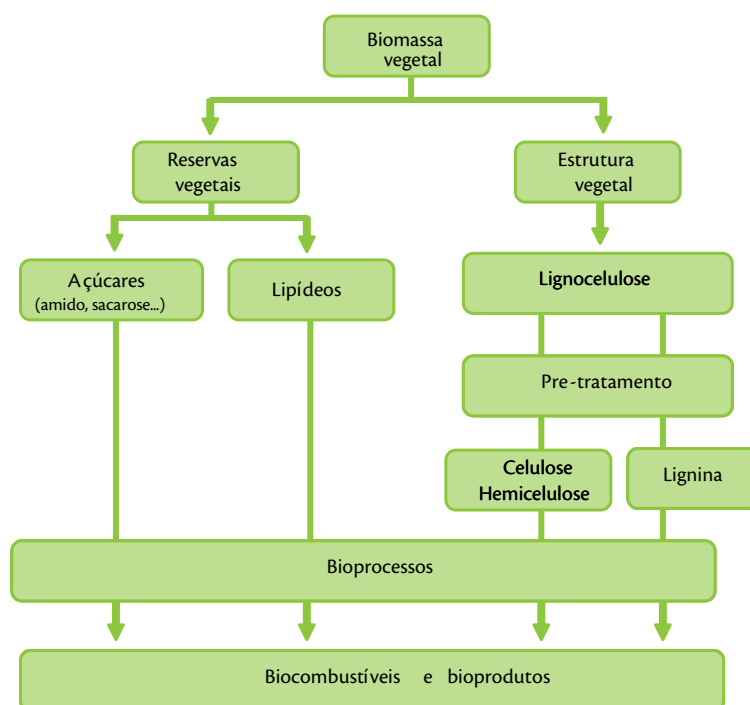 Biomassa
vegetal
Reservas
vegetais
Estrutura
vegetal
Açúcares
(amido, sacarose...)
Lipídeos
Lignocelulose
Pre-tratamento
Celulose
Hemicelulose
Lignina
Bioprocessos
Biocombustíveis e bioprodutos